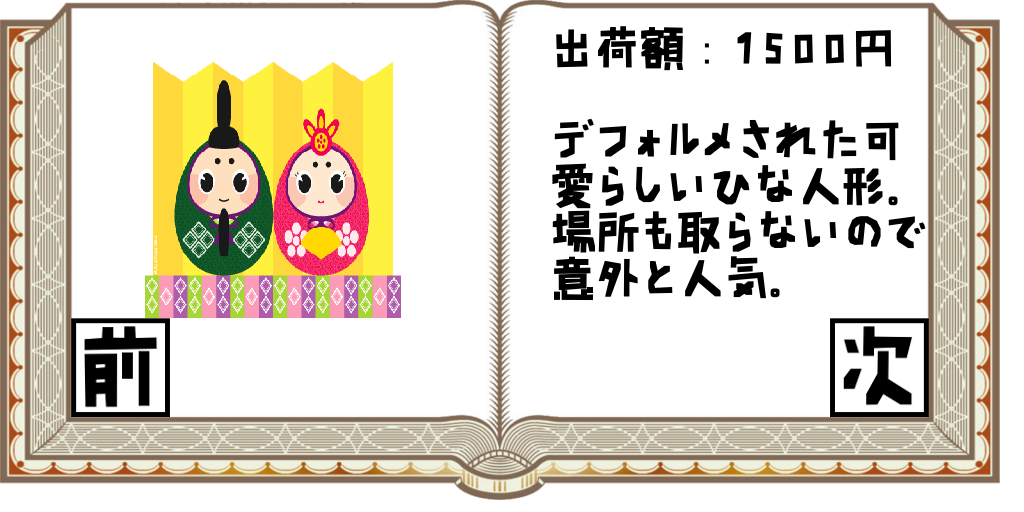 出荷額：1500円
デフォルメされた可
愛らしいひな人形。
場所も取らないので
意外と人気。
前
次